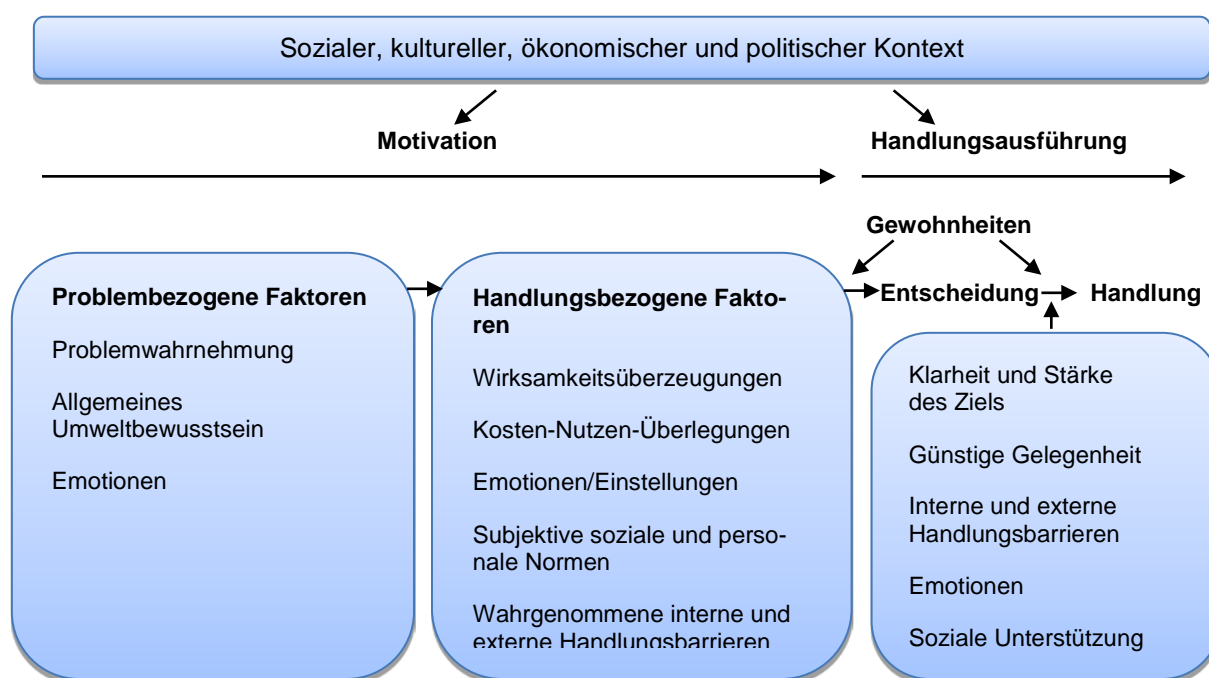 Sozialer, kultureller, ökonomischer und politischer Kontext
Motivation
Handlungsausführung
Gewohnheiten
Problembezogene Faktoren
Problemwahrnehmung
Allgemeines
Umweltbewusstsein
Emotionen
Handlungsbezogene Fakto-
ren
Wirksamkeitsüberzeugungen
Kosten-Nutzen-Überlegungen
Emotionen/Einstellungen
Subjektive soziale und perso-
nale Normen
Wahrgenommene interne und
externe Handlungsbarrieren
Entscheidung
Handlung
Klarheit und Stärke
des Ziels
Günstige Gelegenheit
Interne und externe
Handlungsbarrieren
Emotionen
Soziale Unterstützung